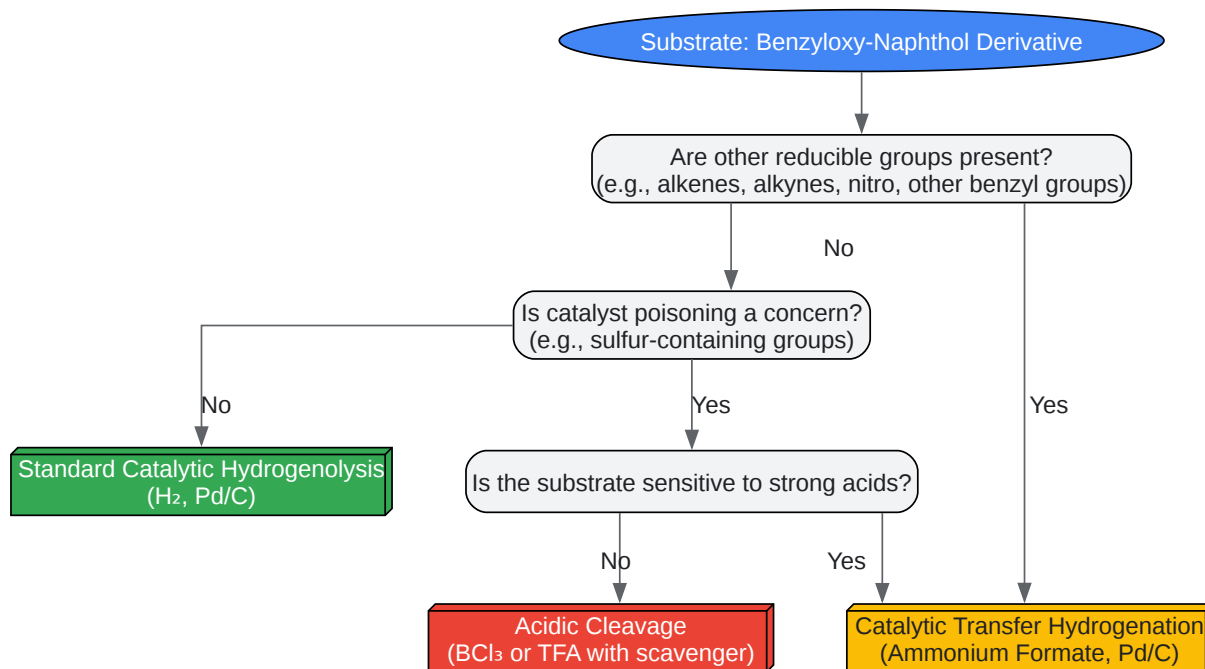 Substrate: Benzyloxy-Naphthol Derivative
Are other reducible groups present?
(e.g., alkenes, alkynes, nitro, other benzyl groups)
No
Is catalyst poisoning a concern?
(e.g., sulfur-containing groups)
No
Yes
Yes
Standard Catalytic Hydrogenolysis
(H₂, Pd/C)
Is the substrate sensitive to strong acids?
No
Yes
Acidic Cleavage
(BCl₃ or TFA with scavenger)
Catalytic Transfer Hydrogenation
(Ammonium Formate, Pd/C)